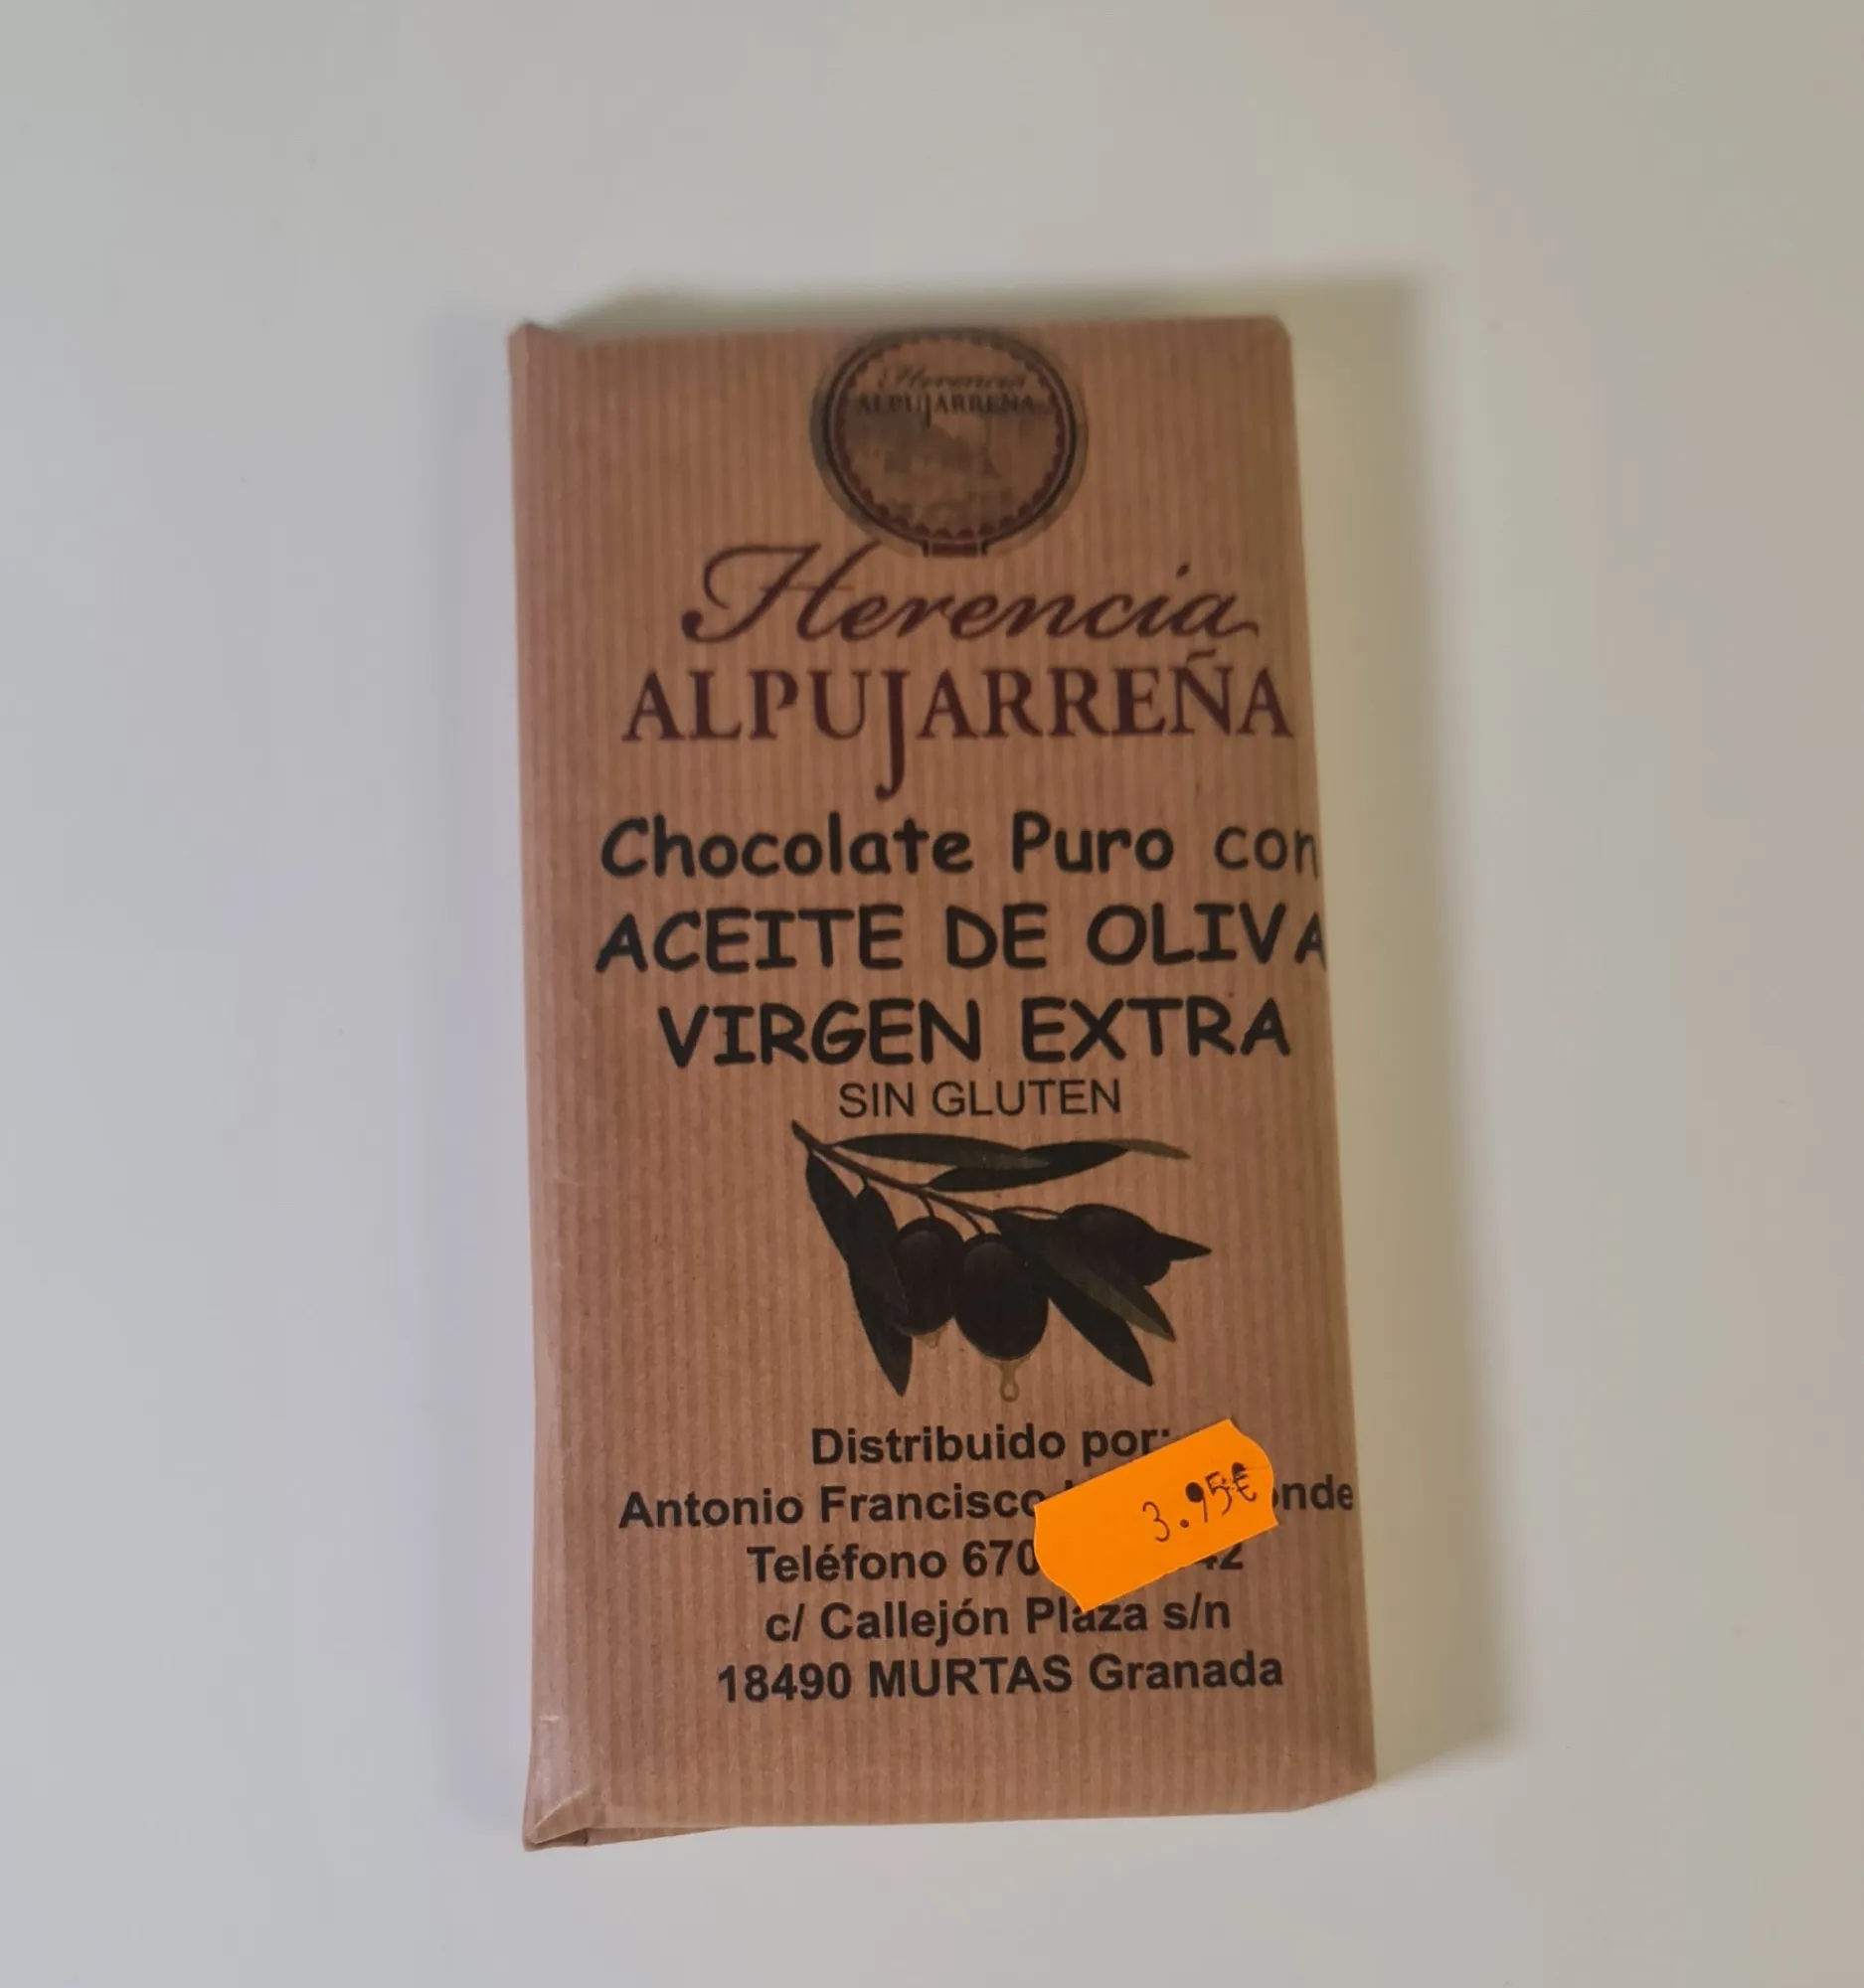 Herencia
ALPUJARREÑA
Herencia
ALPUJARREÑA
Chocolate Puro con
ACEITE DE OLIVA
VIRGEN EXTRA
SIN GLUTEN
Distribuido por:
Antonio Francisco
3.95€
Teléfono 670 42
c/ Callejón Plaza s/n
18490 MURTAS Granada